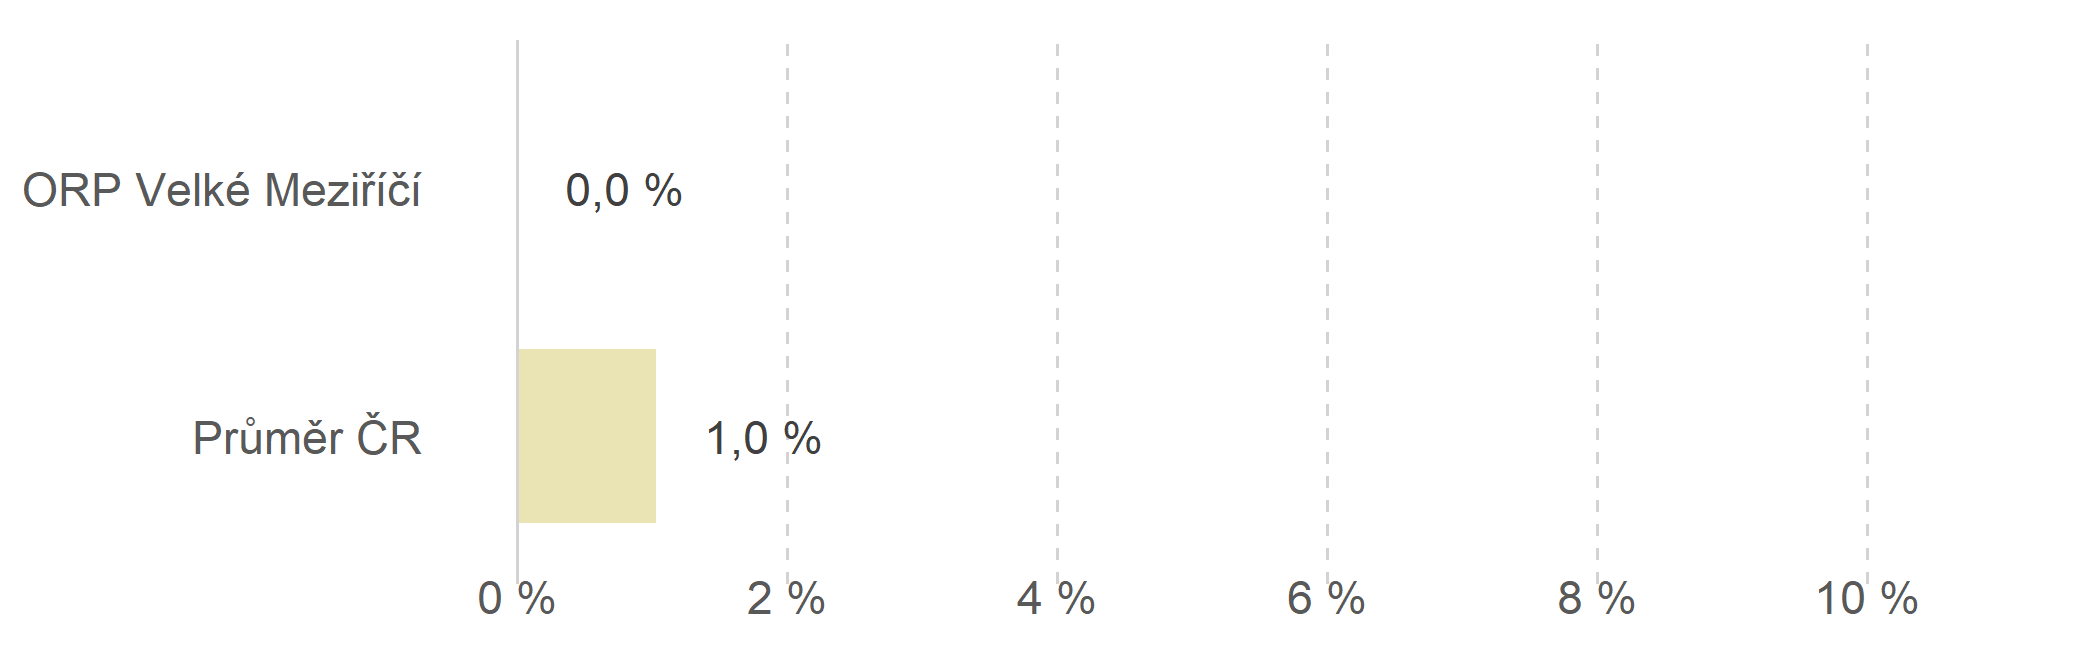 ORP Velké Meziříčí 0,0 %
Průměr ČR 1,0 %
0 % 2 % 4 % 6 % 8 % 10 %